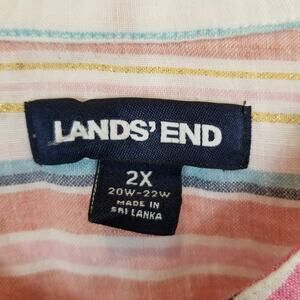 LANDS' END
2X
20W-22W
MADE IN
SRI LANKA